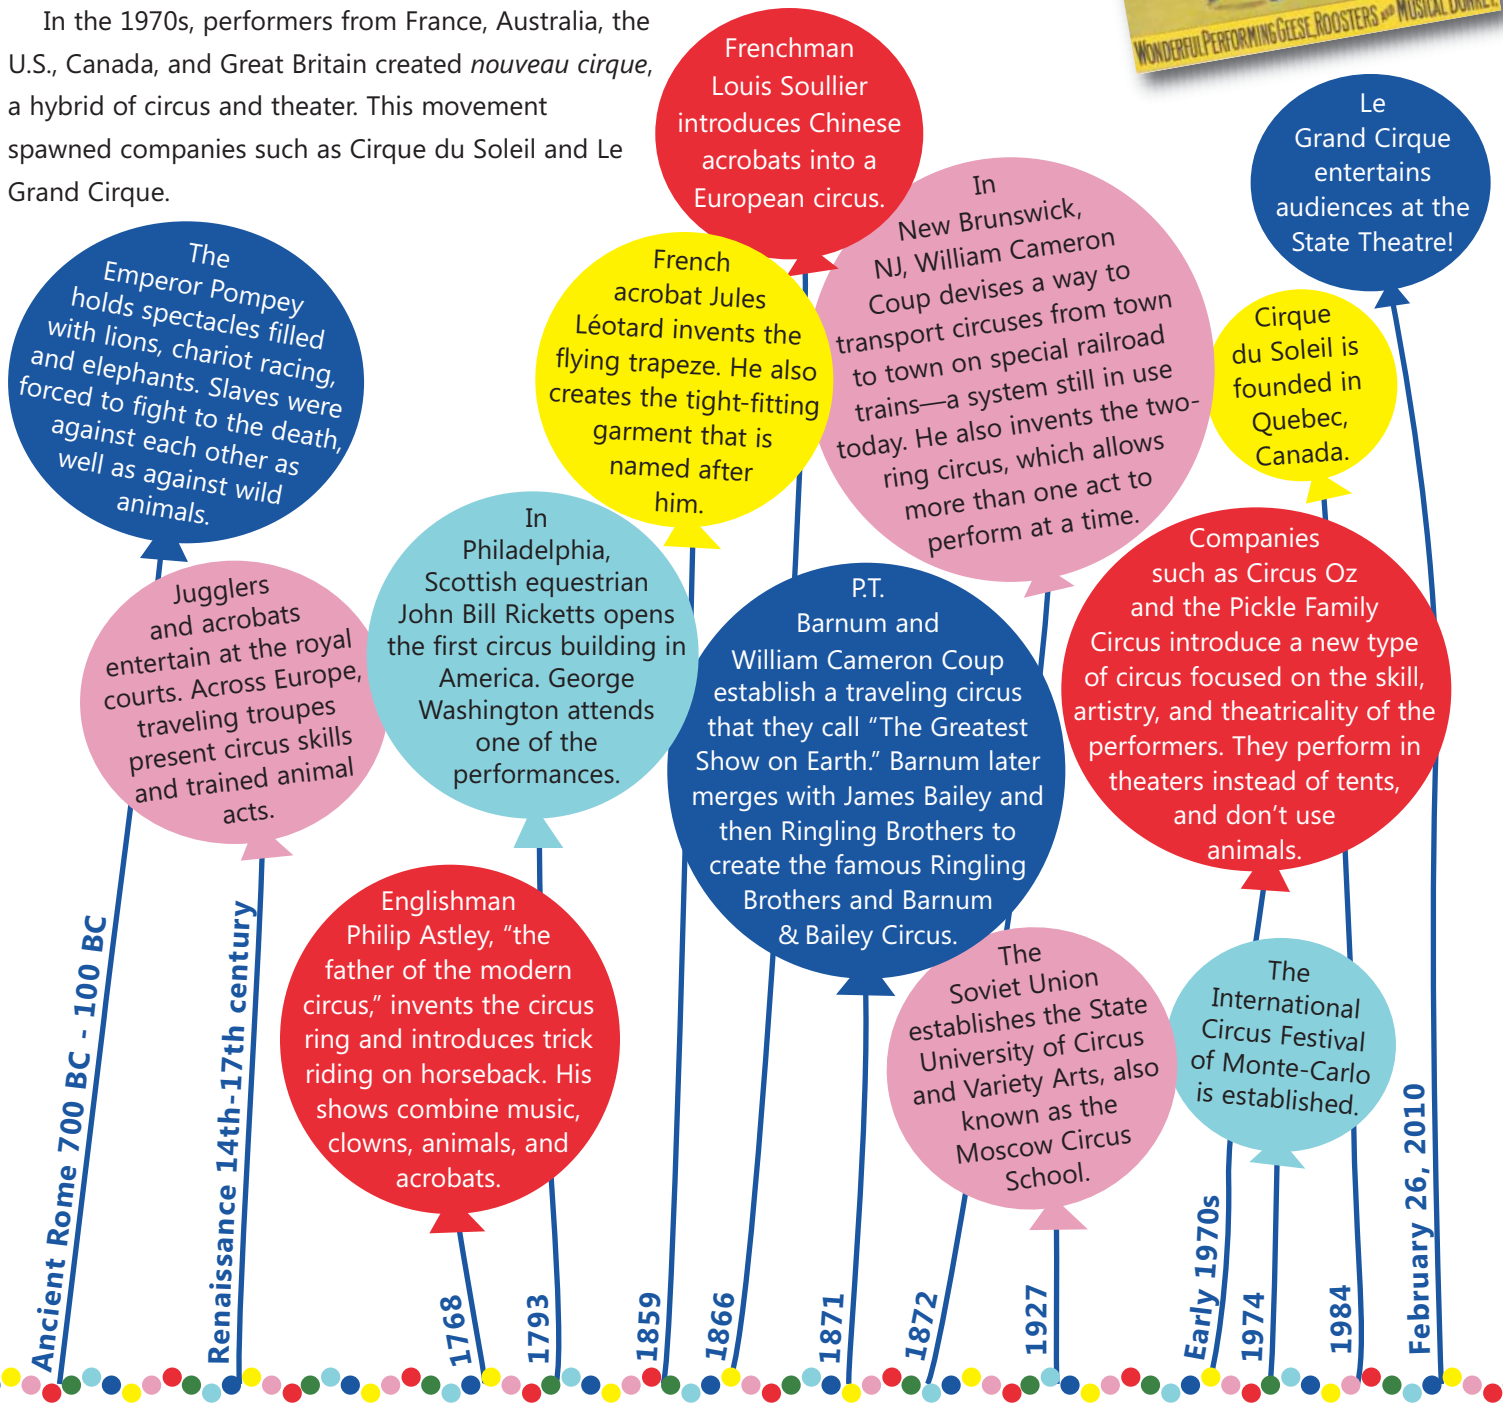 In the 1970s, performers from France, Australia, the
U.S., Canada, and Great Britain created nouveau cirque,
a hybrid of circus and theater. This movement
spawned companies such as Cirque du Soleil and Le
Grand Cirque.
WONDERFUL PERFORMING GEESE, ROOSTERS AND MUSICAL DONKEY.
The
Emperor Pompey
holds spectacles filled
with lions, chariot racing,
and elephants. Slaves were
forced to fight to the death,
against each other as
well as against wild
animals.
Jugglers
and acrobats
entertain at the royal
courts. Across Europe,
traveling troupes
present circus skills
and trained animal
acts.
Englishman
Philip Astley, “the
father of the modern
circus,” invents the circus
ring and introduces trick
riding on horseback. His
shows combine music,
clowns, animals, and
acrobats.
In
Philadelphia,
Scottish equestrian
John Bill Ricketts opens
the first circus building in
America. George
Washington attends
one of the
performances.
French
acrobat Jules
Léotard invents the
flying trapeze. He also
creates the tight-fitting
garment that is
named after
him.
Frenchman
Louis Soullier
introduces Chinese
acrobats into a
European circus.
P.T.
Barnum and
William Cameron Coup
establish a traveling circus
that they call “The Greatest
Show on Earth.” Barnum later
merges with James Bailey and
then Ringling Brothers to
create the famous Ringling
Brothers and Barnum
& Bailey Circus.
In
New Brunswick,
NJ, William Cameron
Coup devises a way to
transport circuses from town
to town on special railroad
trains—a system still in use
today. He also invents the two-
ring circus, which allows
more than one act to
perform at a time.
The
Soviet Union
establishes the State
University of Circus
and Variety Arts, also
known as the
Moscow Circus
School.
Companies
such as Circus Oz
and the Pickle Family
Circus introduce a new type
of circus focused on the skill,
artistry, and theatricality of the
performers. They perform in
theaters instead of tents,
and don’t use
animals.
The
International
Circus Festival
of Monte-Carlo
is established.
Cirque
du Soleil is
founded in
Quebec,
Canada.
Le
Grand Cirque
entertains
audiences at the
State Theatre!
Ancient Rome 700 BC - 100 BC
Renaissance 14th-17th century
1768
1793
1859
1866
1871
1872
1927
Early 1970s
1974
1984
February 26, 2010